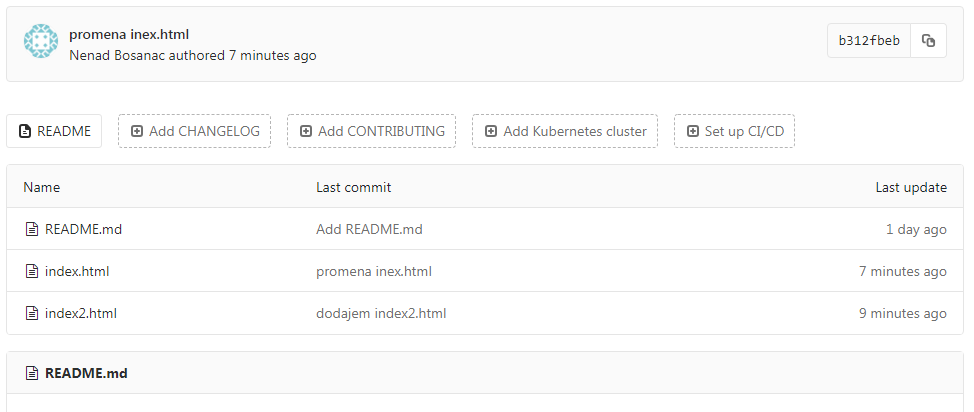 promena inex.html
Nenad Bosanac authored 7 minutes ago
b312fbeb
README
Add CHANGELOG
Add CONTRIBUTING
Add Kubernetes cluster
Set up CI/CD
Name Last commit Last update
README.md Add README.md 1 day ago
index.html promena inex.html 7 minutes ago
index2.html dodajem index2.html 9 minutes ago
README.md